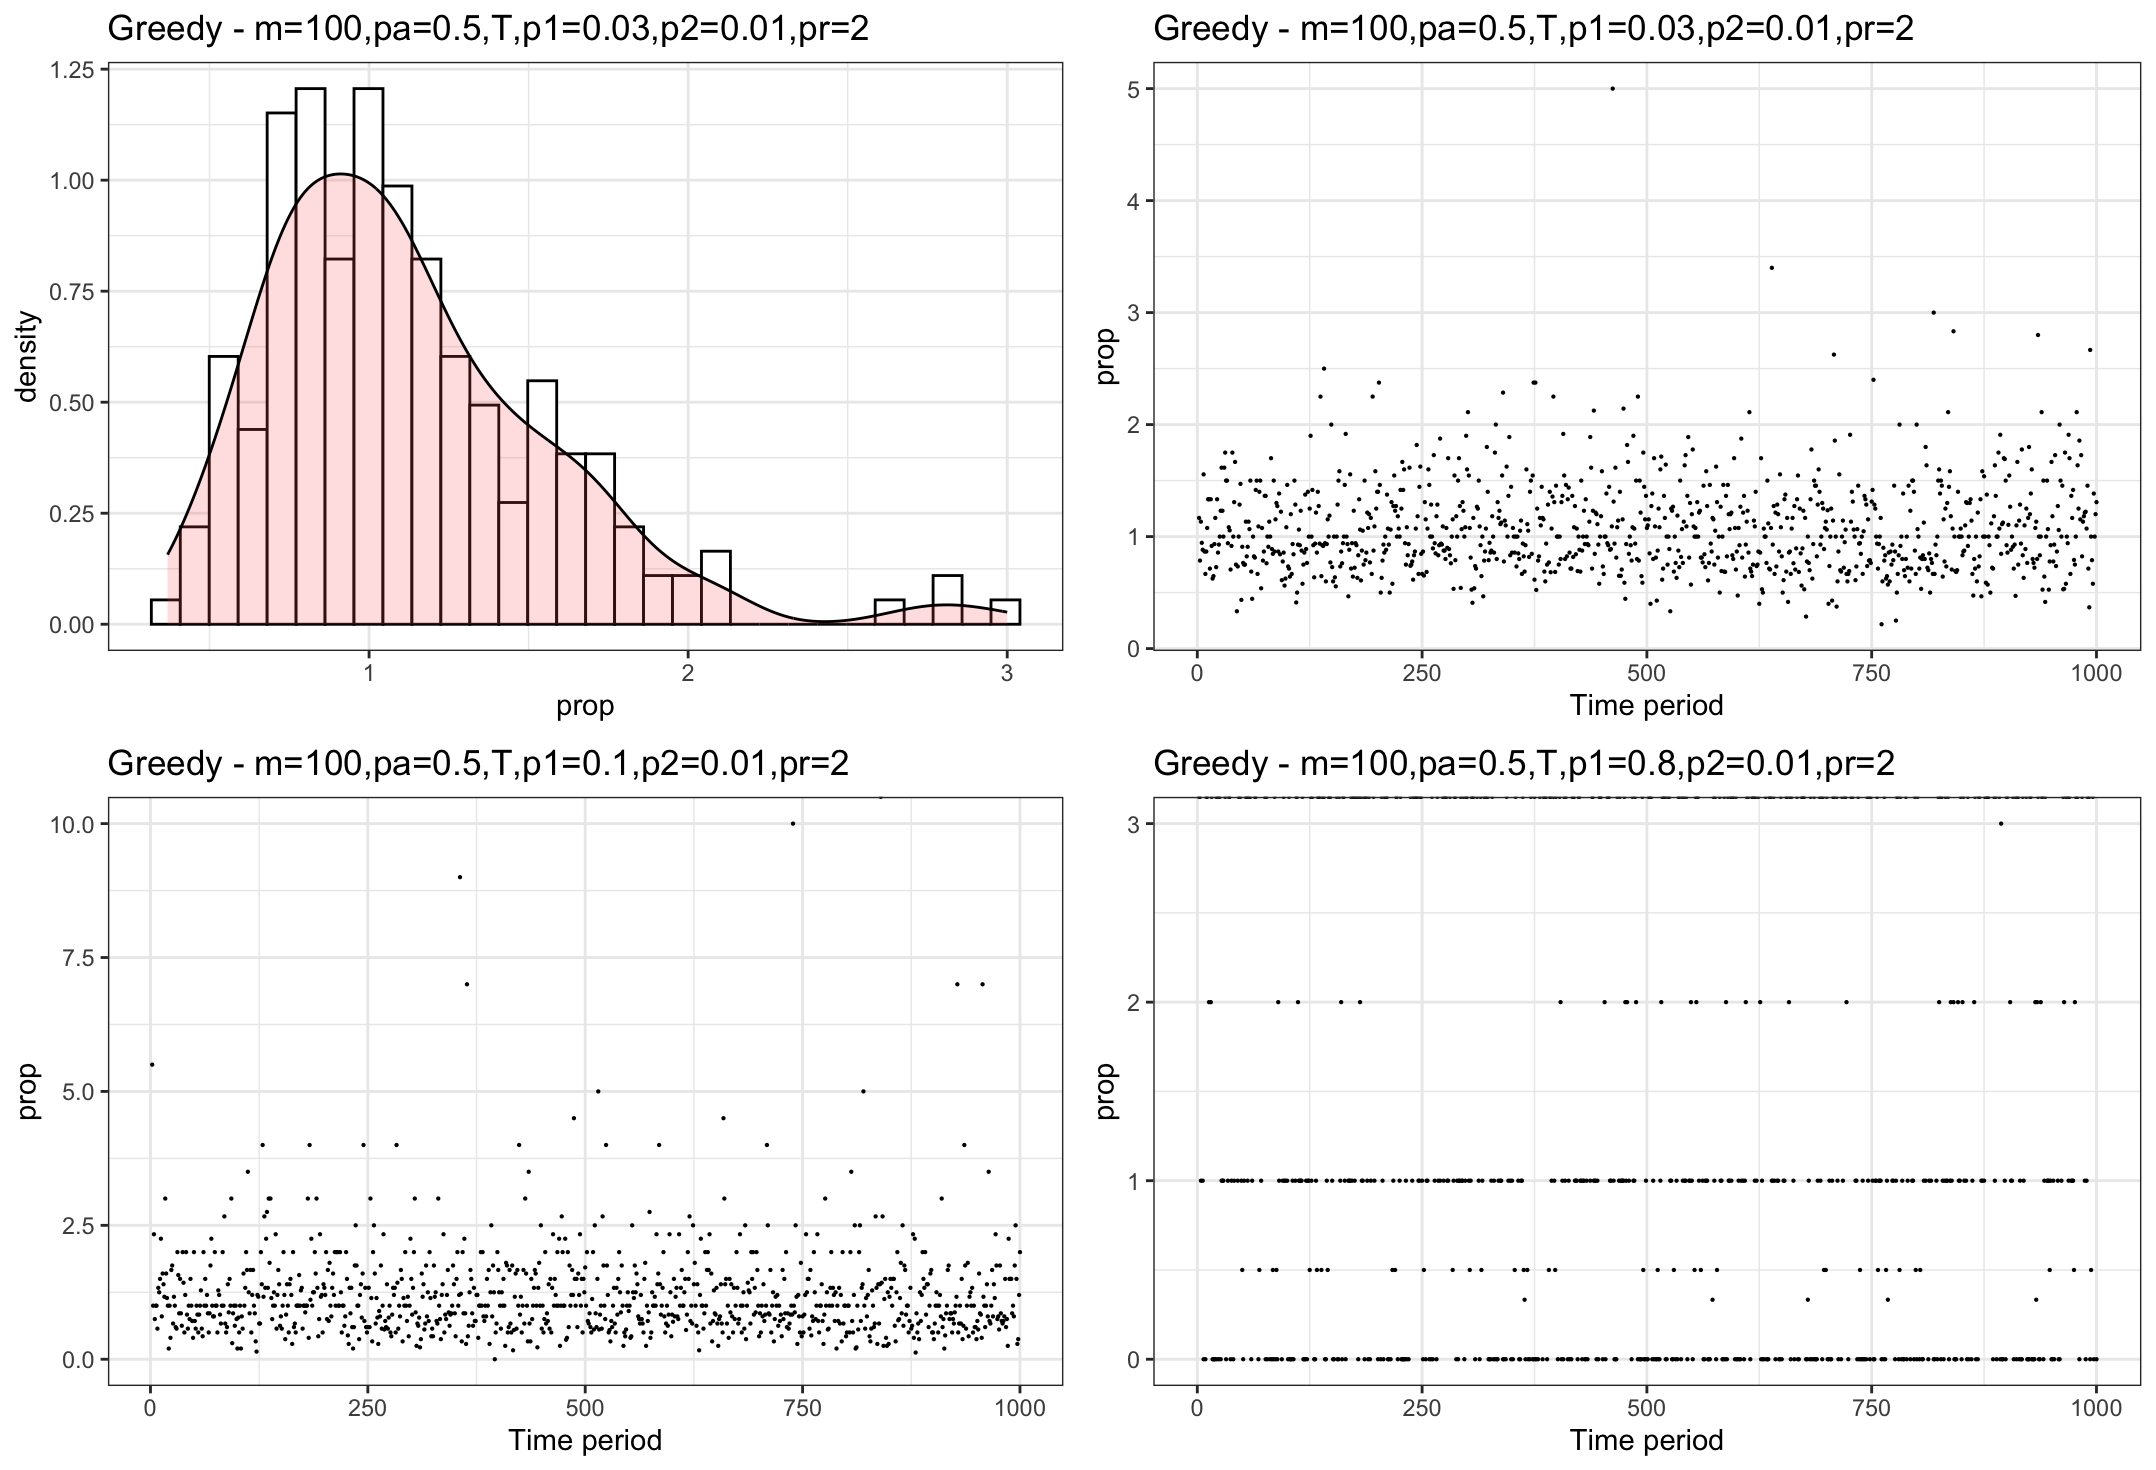 Greedy - m=100,pa=0.5,T,p1=0.03,p2=0.01,pr=2
1.25
1.00
0.75
0.50
0.25
0.00
density
1 2 3
prop
Greedy - m=100,pa=0.5,T,p1=0.03,p2=0.01,pr=2
5
4
3
2
1
0
prop
0 250 500 750 1000
Time period
Greedy - m=100,pa=0.5,T,p1=0.1,p2=0.01,pr=2
10.0
7.5
5.0
2.5
0.0
prop
0 250 500 750 1000
Time period
Greedy - m=100,pa=0.5,T,p1=0.8,p2=0.01,pr=2
3
2
1
0
prop
0 250 500 750 1000
Time period